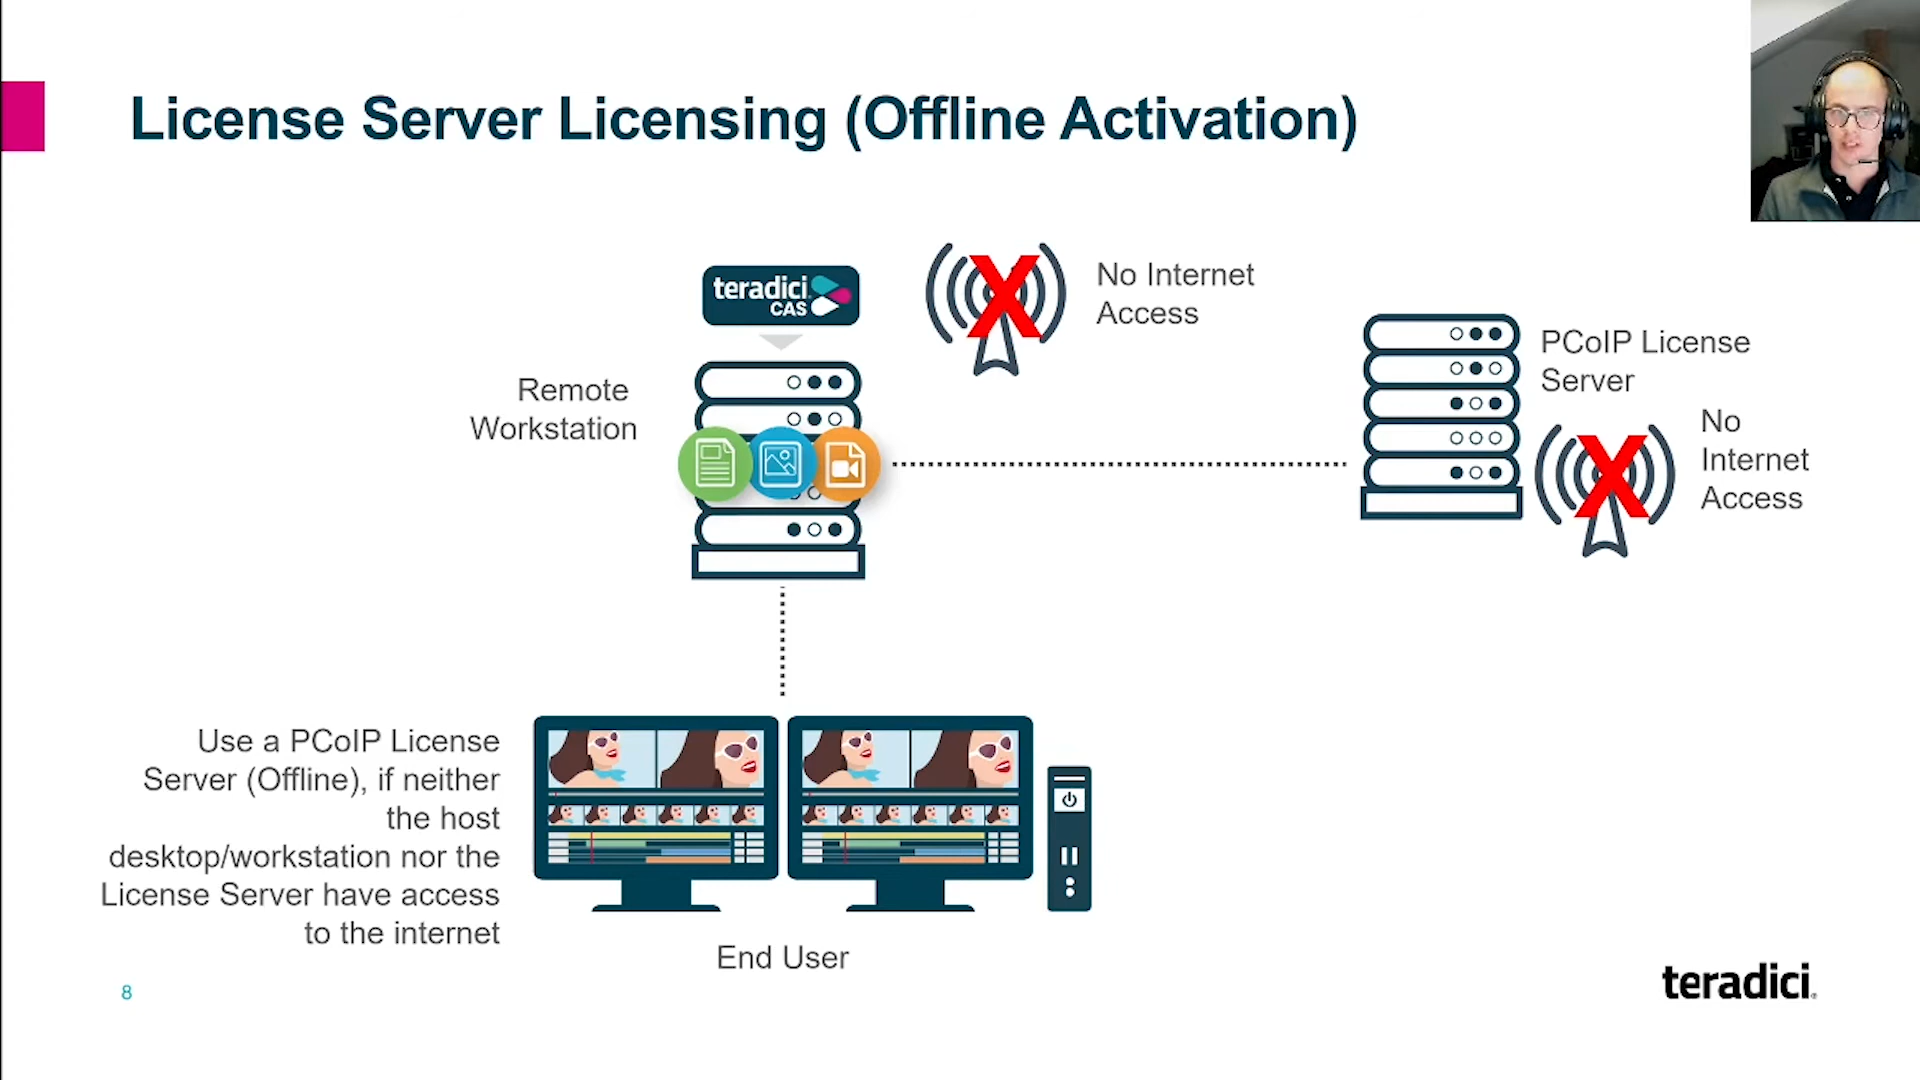 License Server Licensing (Offline Activation)
teradici
CAS
No Internet
Access
Remote
Workstation
PCoIP License
Server
No
Internet
Access
Use a PCoIP License
Server (Offline), if neither
the host
desktop/workstation nor the
License Server have access
to the internet
End User
8
teradici